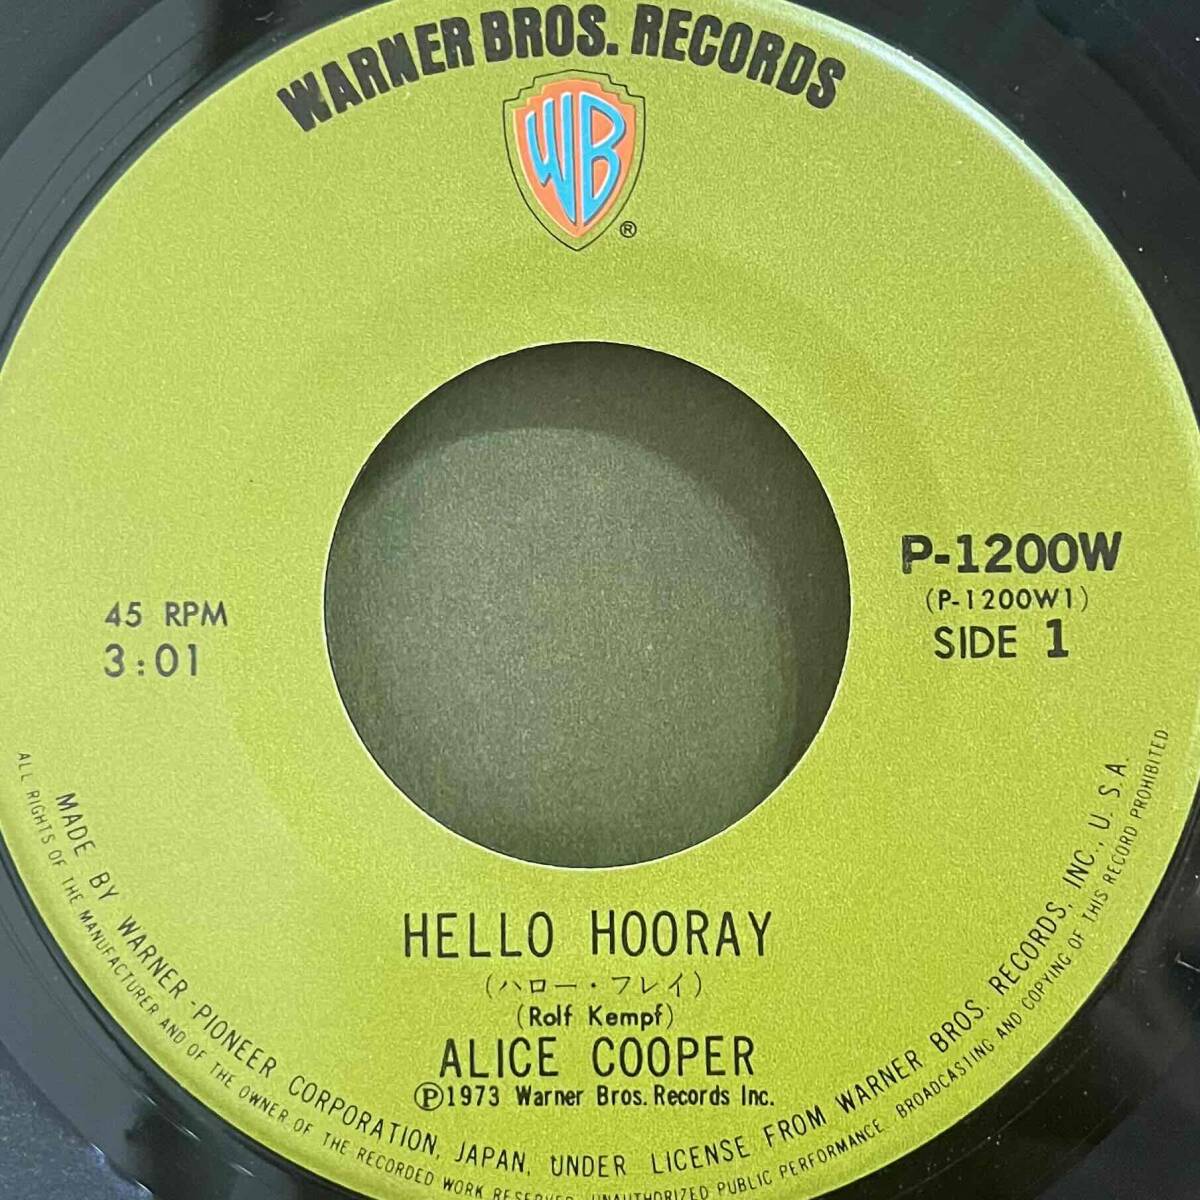 WARNER BROS. RECORDS
WB
®
P-1200W
(P-1200W1)
SIDE 1
45 RPM
3:01
HELLO HOORAY
(ハロー・フレイ)
(Rolf Kempf)
ALICE COOPER
Ⓟ1973 Warner Bros. Records Inc.
MADE BY WARNER-PIONEER CORPORATION, JAPAN, UNDER LICENSE FROM WARNER BROS. RECORDS, INC., U.S.A.
ALL RIGHTS OF THE MANUFACTURER AND OF THE OWNER OF THE RECORDED WORK RESERVED UNAUTHORIZED PUBLIC PERFORMANCE BROADCASTING AND COPYING OF THIS RECORD PROHIBITED